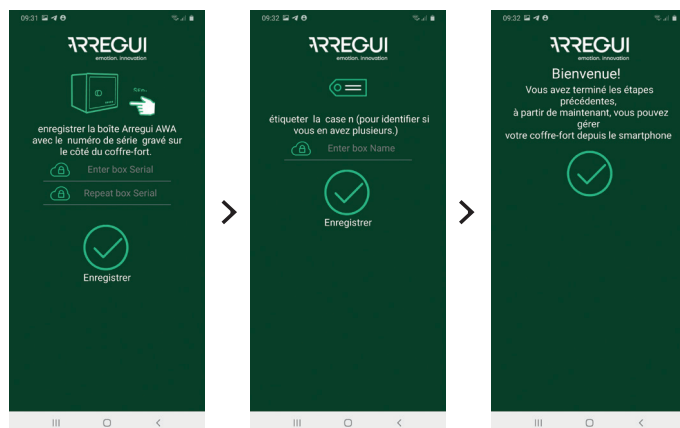 09:31
ARREGUI
emotion. innovation
enregistrer la boîte Arregui AWA
avec le numéro de série gravé sur
le côté du coffre-fort.
Enter box Serial
Repeat box Serial
Enregistrer
09:32
ARREGUI
emotion. innovation
étiqueter la case n (pour identifier si
vous en avez plusieurs.)
Enter box Name
Enregistrer
09:32
ARREGUI
emotion. innovation
Bienvenue!
Vous avez terminé les étapes
précédentes,
à partir de maintenant, vous pouvez
gérer
votre coffre-fort depuis le smartphone